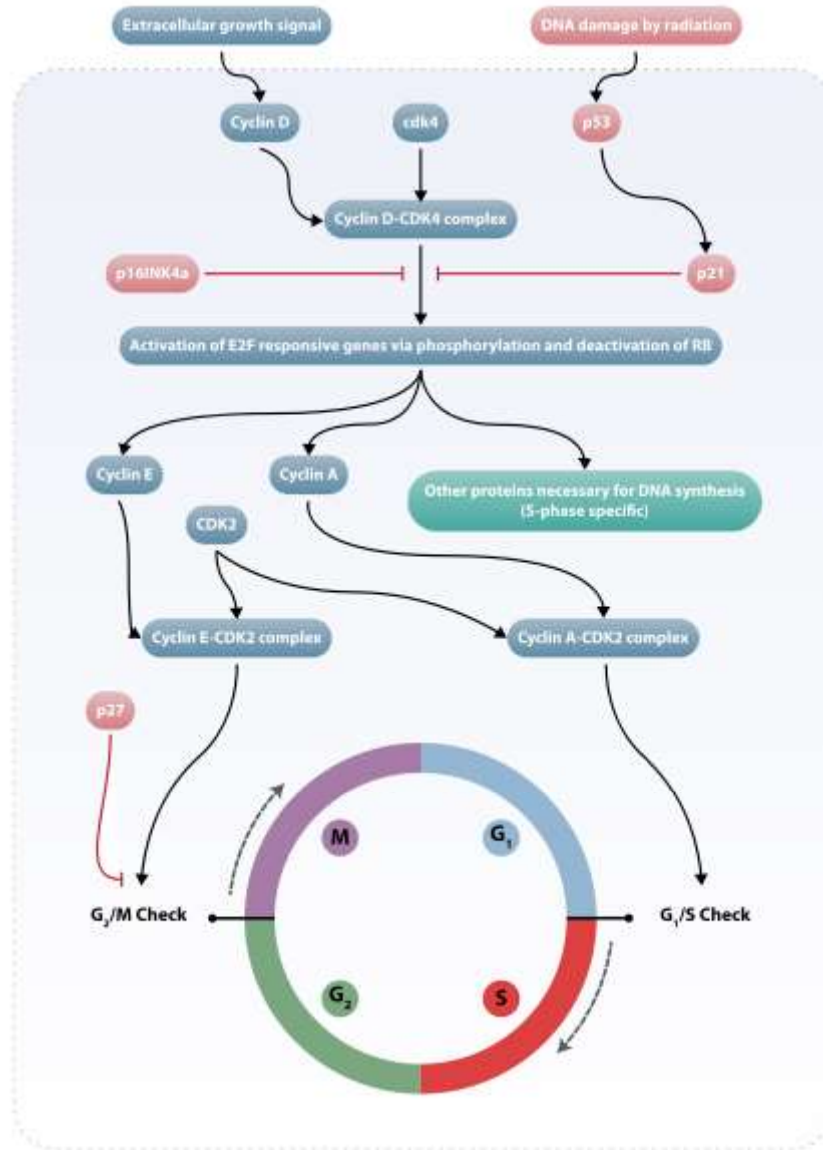 Extracellular growth signal
DNA damage by radiation
Cyclin D
cdk4
p53
Cyclin D-CDK4 complex
p16INK4a
p21
Activation of E2F responsive genes via phosphorylation and deactivation of RB
Cyclin E
Cyclin A
Other proteins necessary for DNA synthesis
(S-phase specific)
CDK2
Cyclin E-CDK2 complex
Cyclin A-CDK2 complex
p27
M
G₁
G₂/M Check
G₁/S Check
G₂
S